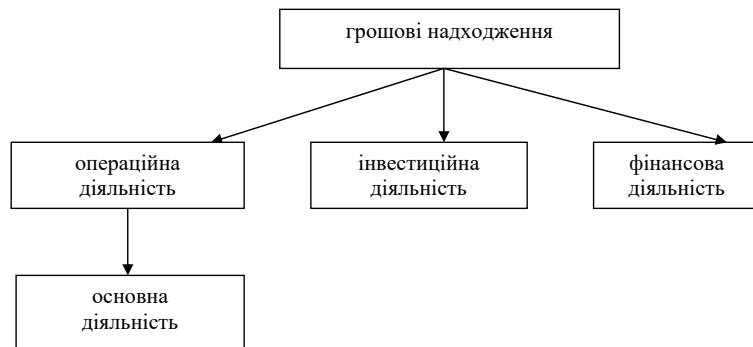 грошові надходження
операційна
діяльність
інвестиційна
діяльність
фінансова
діяльність
основна
діяльність